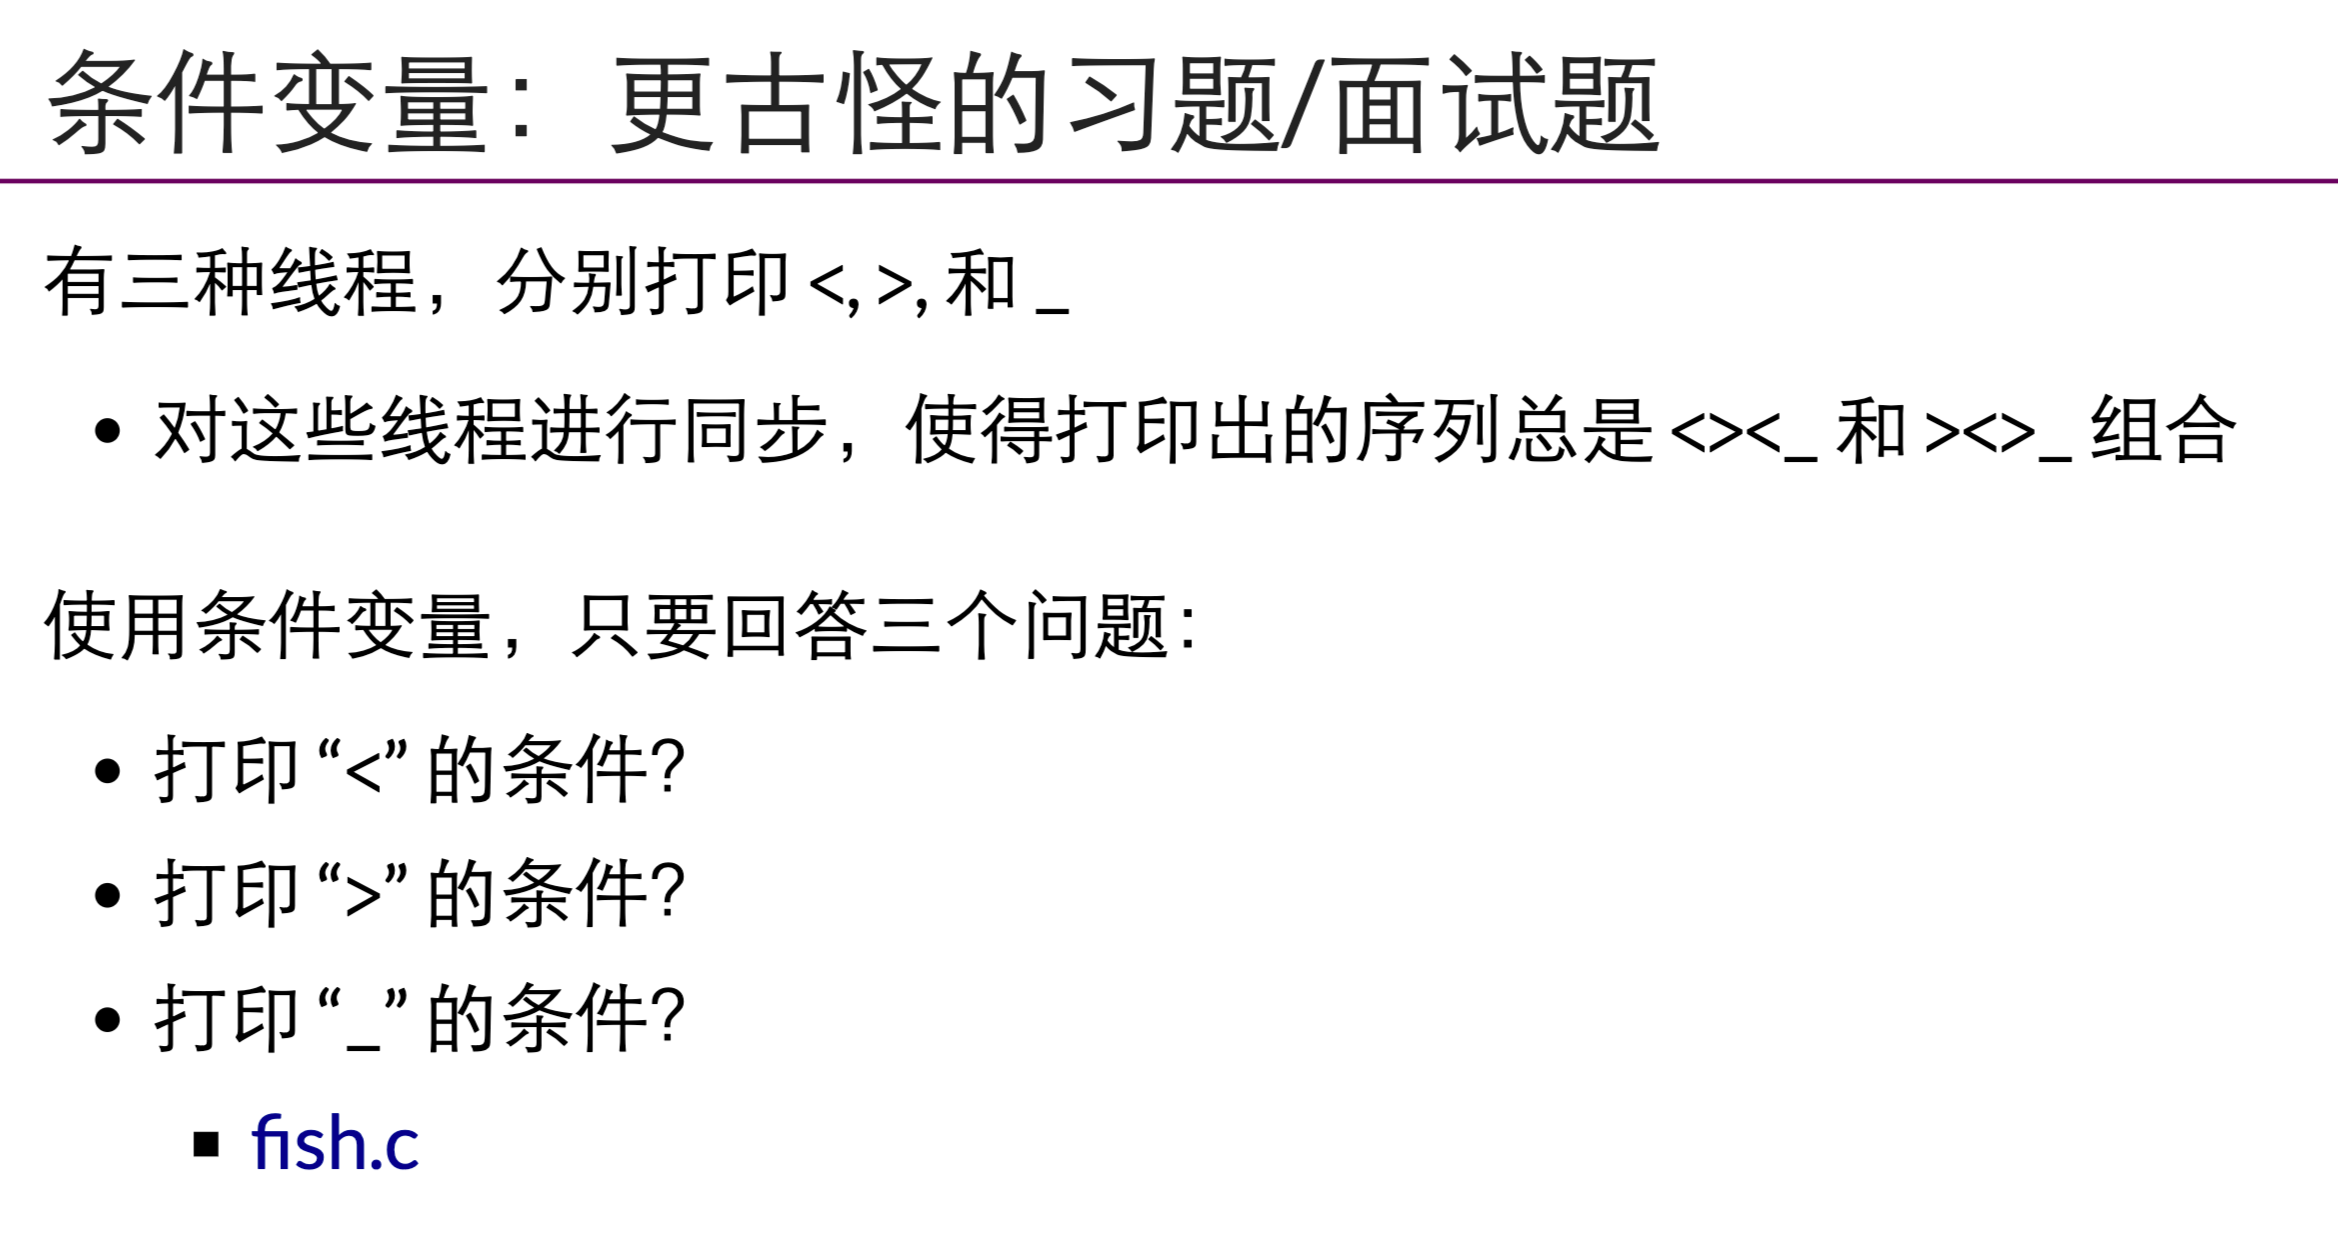 条件变量：更古怪的习题/面试题
有三种线程，分别打印 <, >, 和 _
• 对这些线程进行同步，使得打印出的序列总是 <><_ 和 ><>_ 组合
使用条件变量，只要回答三个问题：
• 打印 “<” 的条件？
• 打印 “>” 的条件？
• 打印 “_” 的条件？
▪ fish.c